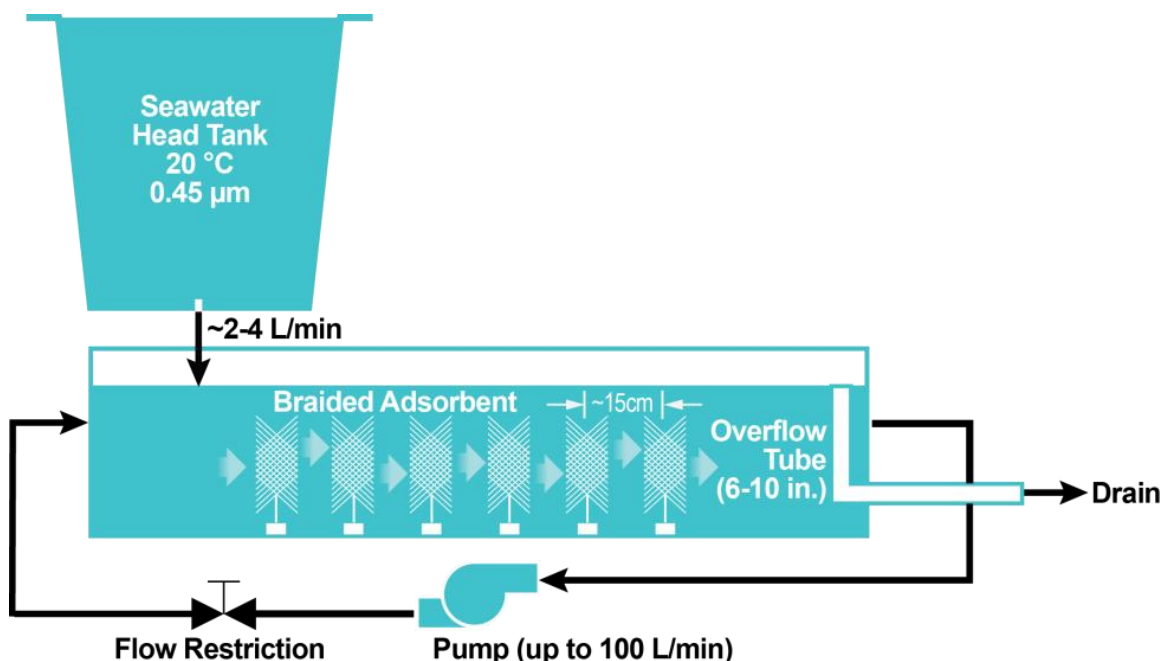 Seawater
Head Tank
20 °C
0.45 µm
~2-4 L/min
Braided Adsorbent
~15cm
Overflow
Tube
(6-10 in.)
Drain
Flow Restriction
Pump (up to 100 L/min)